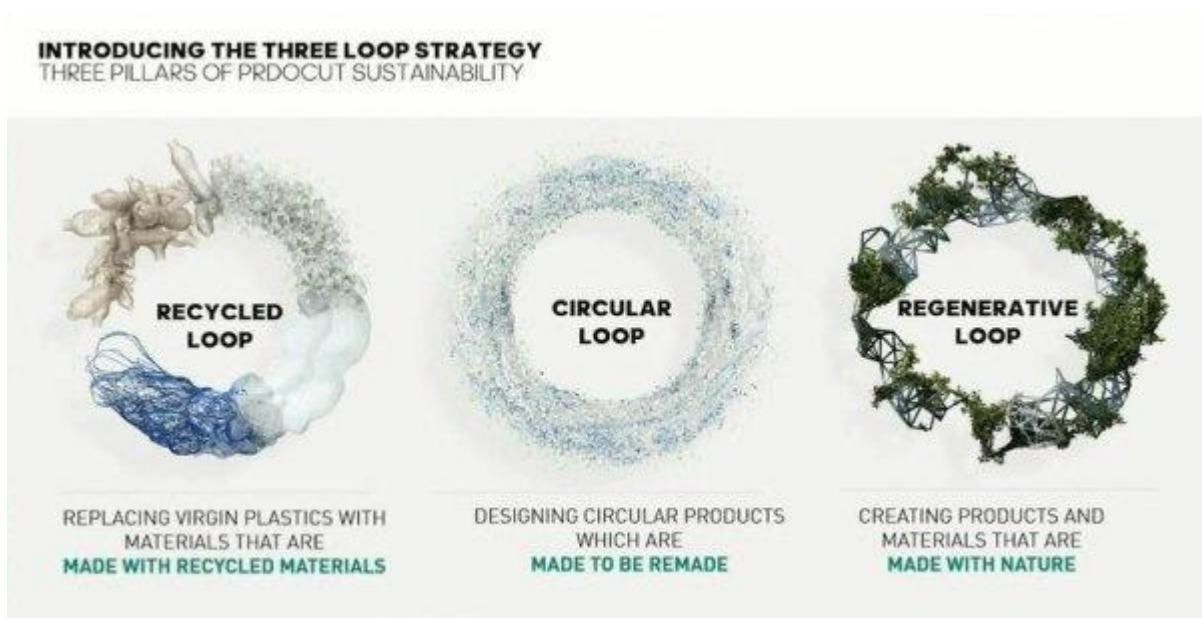 INTRODUCING THE THREE LOOP STRATEGY
THREE PILLARS OF PRDOCUT SUSTAINABILITY
RECYCLED
LOOP
REPLACING VIRGIN PLASTICS WITH
MATERIALS THAT ARE
MADE WITH RECYCLED MATERIALS
CIRCULAR
LOOP
DESIGNING CIRCULAR PRODUCTS
WHICH ARE
MADE TO BE REMADE
REGENERATIVE
LOOP
CREATING PRODUCTS AND
MATERIALS THAT ARE
MADE WITH NATURE